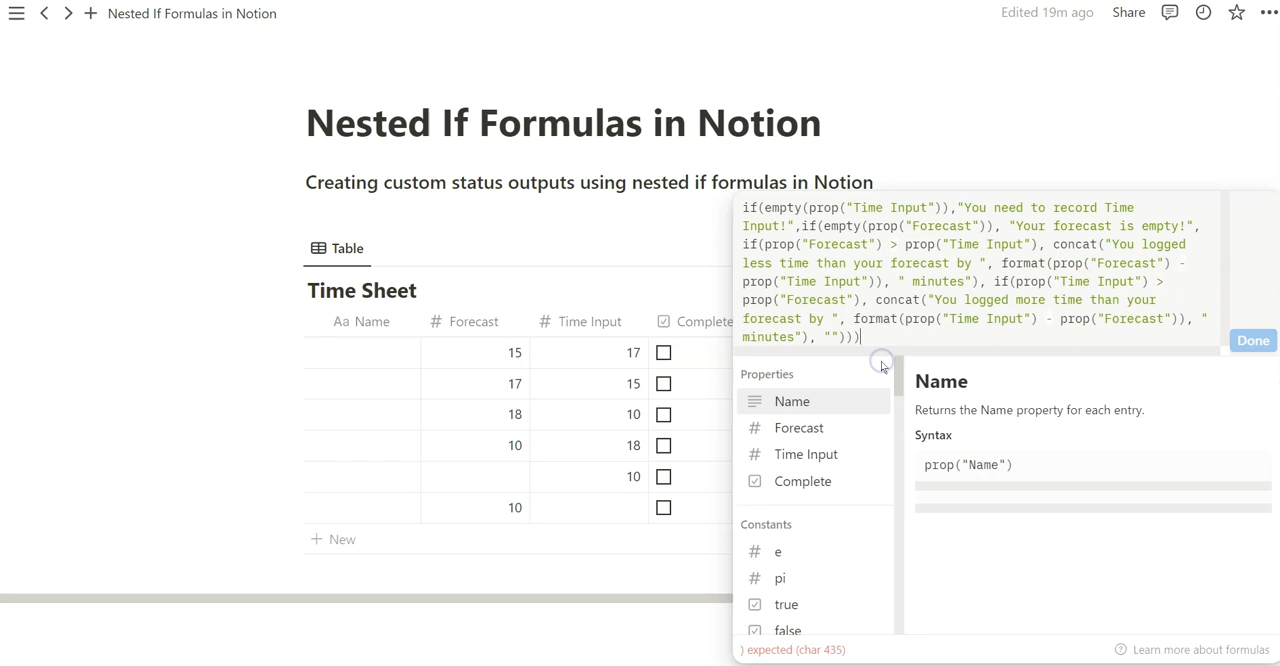 Nested If Formulas in Notion
Edited 19m ago Share
Nested If Formulas in Notion
Creating custom status outputs using nested if formulas in Notion
Table
Time Sheet
Aa Name # Forecast # Time Input Complete
15 17
17 15
18 10
10 18
10
10
+ New
if(empty(prop("Time Input")),"You need to record Time
Input!",if(empty(prop("Forecast")), "Your forecast is empty!",
if(prop("Forecast") > prop("Time Input"), concat("You logged
less time than your forecast by ", format(prop("Forecast") -
prop("Time Input")), " minutes"), if(prop("Time Input") >
prop("Forecast"), concat("You logged more time than your
forecast by ", format(prop("Time Input") - prop("Forecast")), "
minutes"), "")))
Done
Properties
Name
# Forecast
# Time Input
Complete
Constants
# e
# pi
true
false
Name
Returns the Name property for each entry.
Syntax
prop("Name")
) expected (char 435)
Learn more about formulas